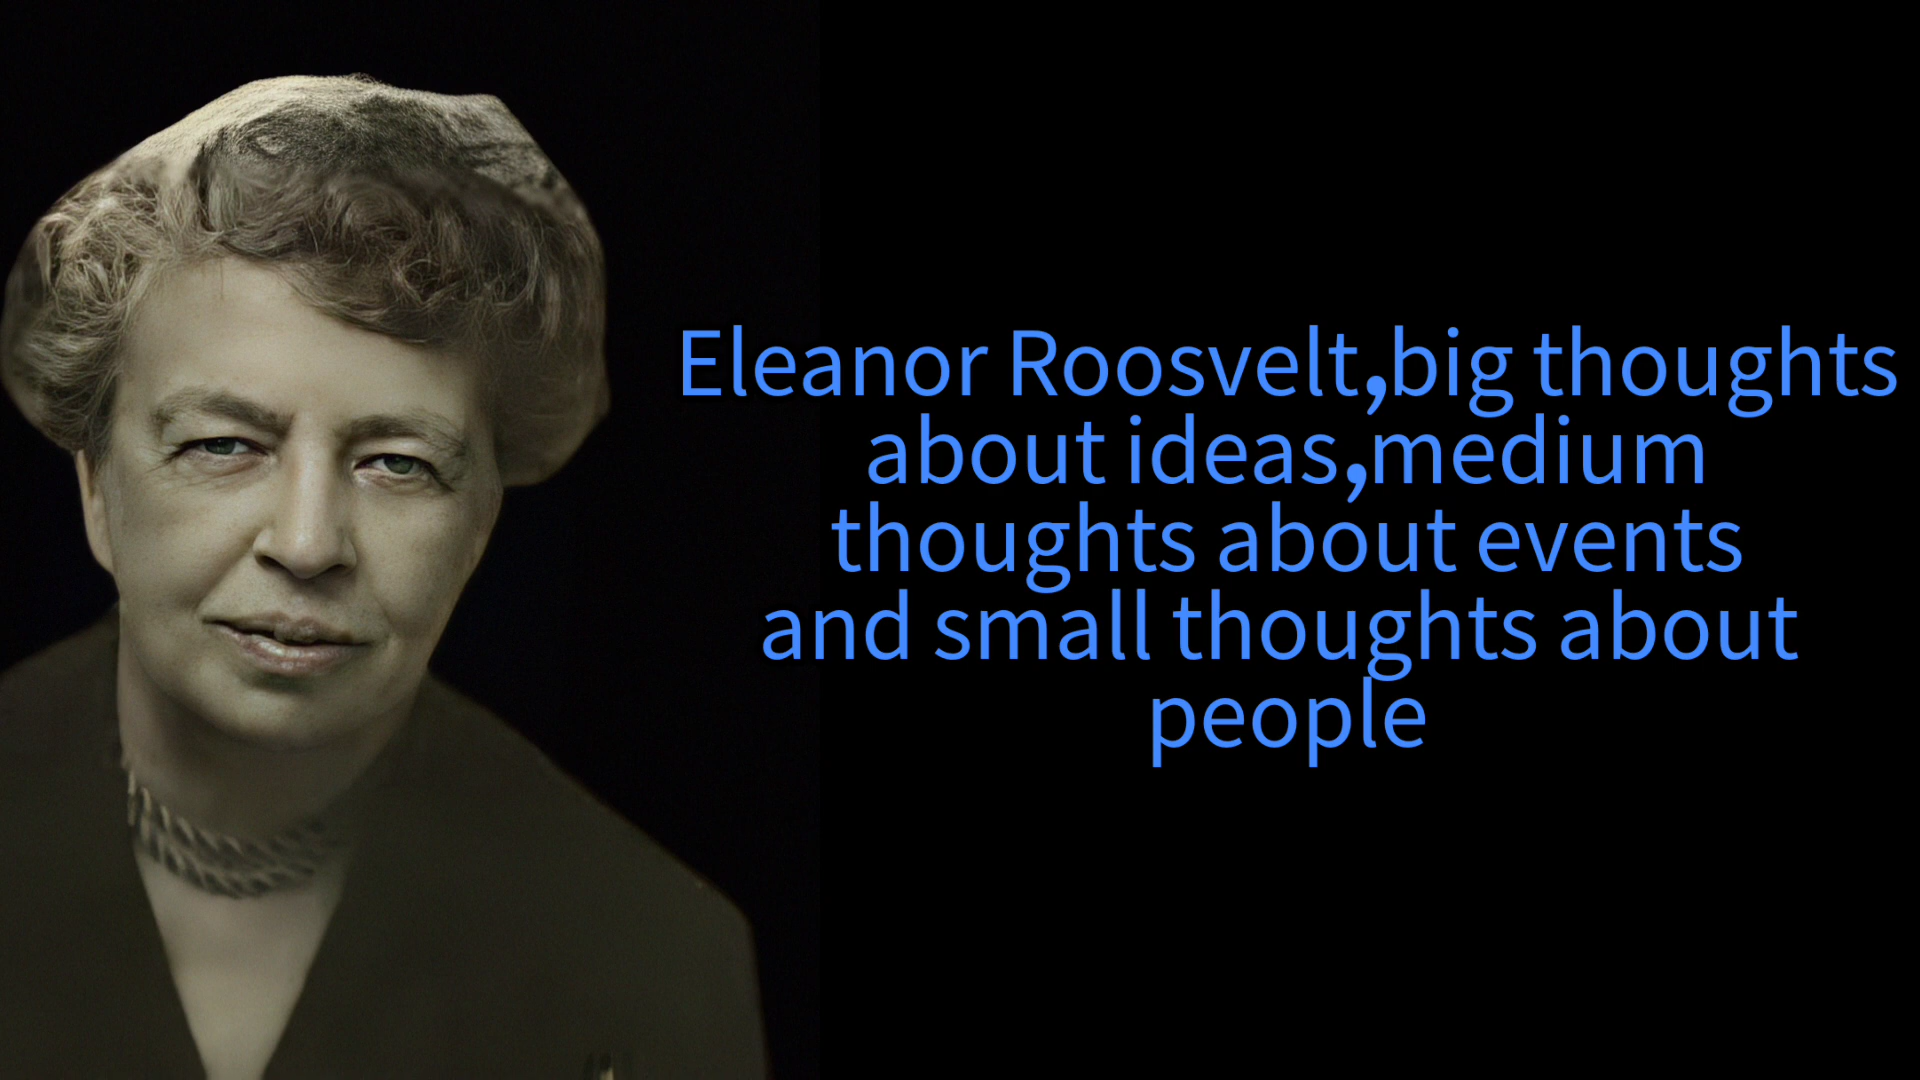 Eleanor Roosvelt,big thoughts
about ideas,medium
thoughts about events
and small thoughts about
people